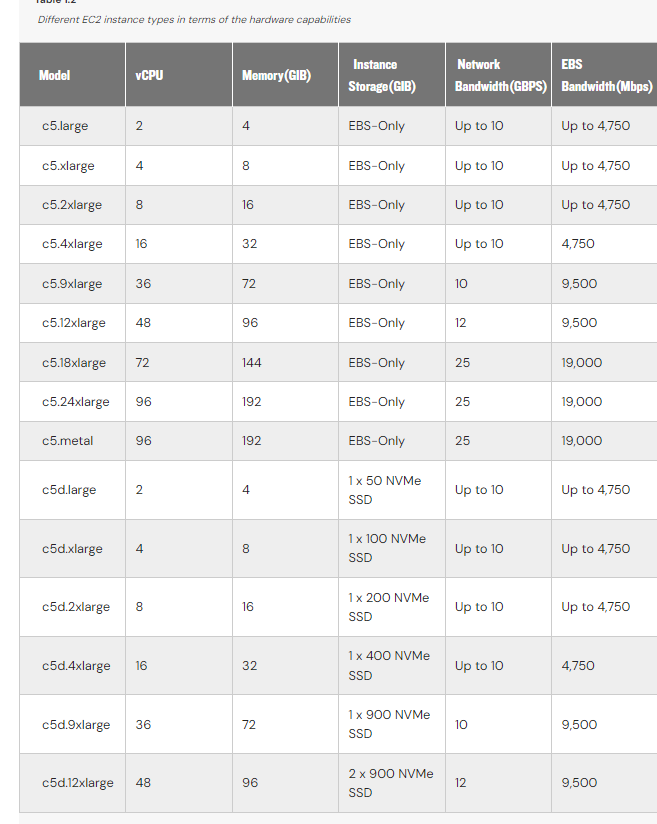 Table 1.2
Different EC2 instance types in terms of the hardware capabilities
Model vCPU Memory(GIB) Instance Storage(GIB) Network Bandwidth(GBPS) EBS Bandwidth(Mbps)
c5.large 2 4 EBS-Only Up to 10 Up to 4,750
c5.xlarge 4 8 EBS-Only Up to 10 Up to 4,750
c5.2xlarge 8 16 EBS-Only Up to 10 Up to 4,750
c5.4xlarge 16 32 EBS-Only Up to 10 4,750
c5.9xlarge 36 72 EBS-Only 10 9,500
c5.12xlarge 48 96 EBS-Only 12 9,500
c5.18xlarge 72 144 EBS-Only 25 19,000
c5.24xlarge 96 192 EBS-Only 25 19,000
c5.metal 96 192 EBS-Only 25 19,000
c5d.large 2 4 1 x 50 NVMe SSD Up to 10 Up to 4,750
c5d.xlarge 4 8 1 x 100 NVMe SSD Up to 10 Up to 4,750
c5d.2xlarge 8 16 1 x 200 NVMe SSD Up to 10 Up to 4,750
c5d.4xlarge 16 32 1 x 400 NVMe SSD Up to 10 4,750
c5d.9xlarge 36 72 1 x 900 NVMe SSD 10 9,500
c5d.12xlarge 48 96 2 x 900 NVMe SSD 12 9,500